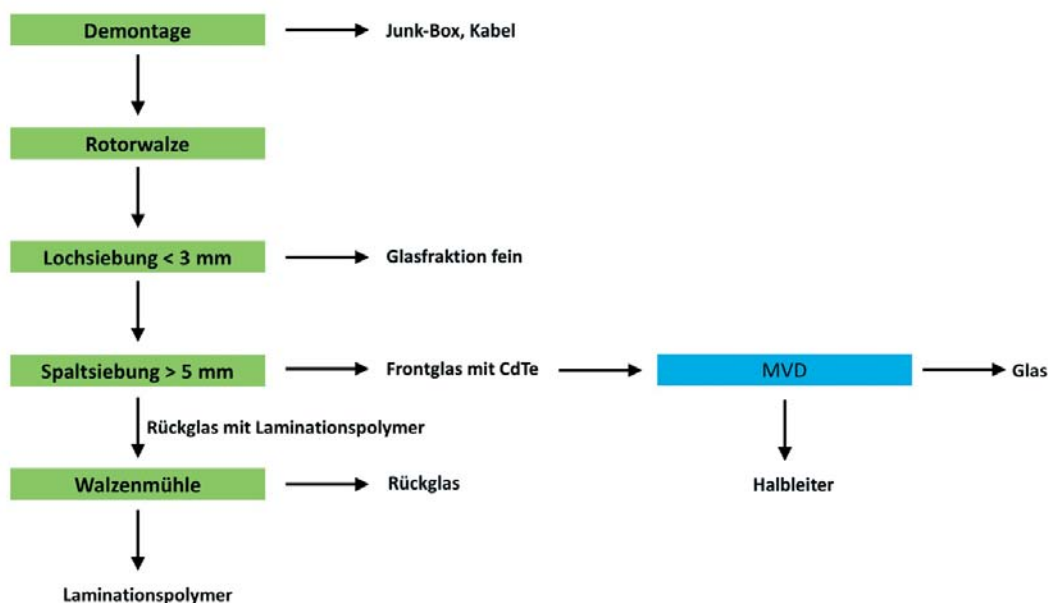 Demontage
Junk-Box, Kabel
Rotorwalze
Lochsiebung < 3 mm
Glasfraktion fein
Spaltsiebung > 5 mm
Frontglas mit CdTe
MVD
Glas
Rückglas mit Laminationspolymer
Walzenmühle
Rückglas
Halbleiter
Laminationspolymer